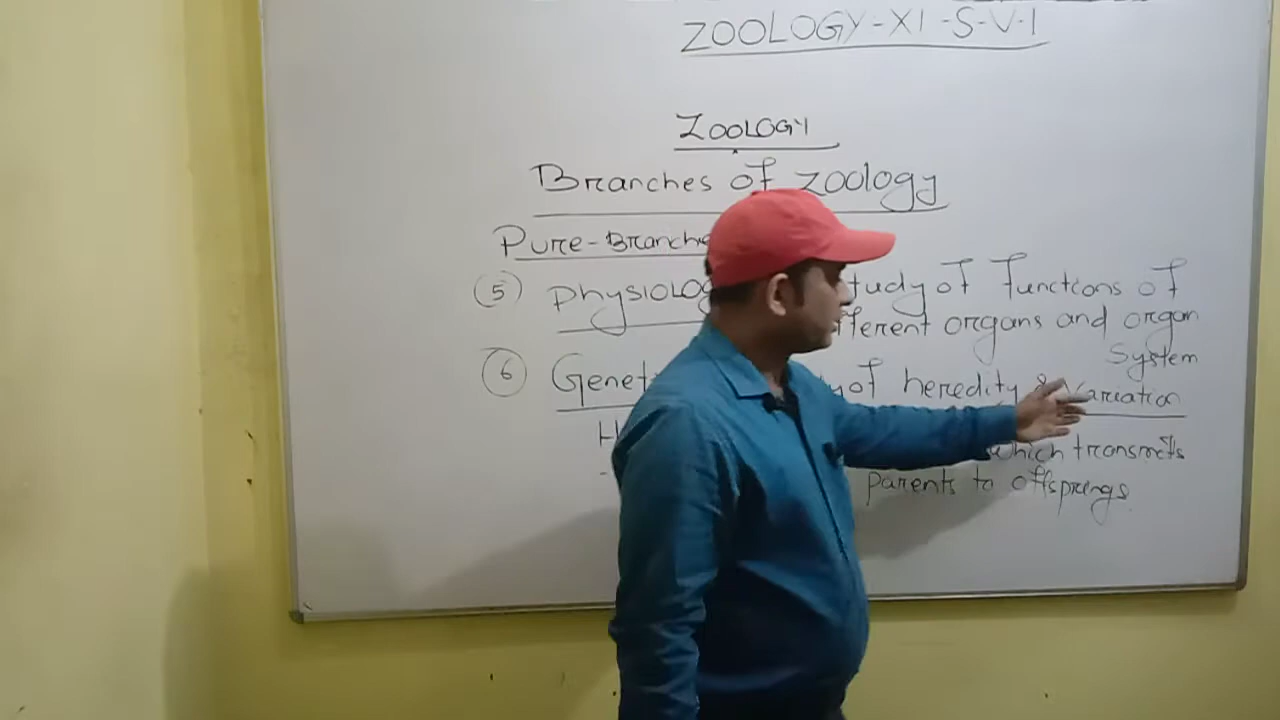 ZOOLOGY-XI-S-V-1
ZOOLOGY
Branches of zoology
Pure-Branche
(5) Physiolog tudy of functions of
fferent organs and organ
System
(6) Genet of heredity & Variation
which transmits
parents to offsprings.